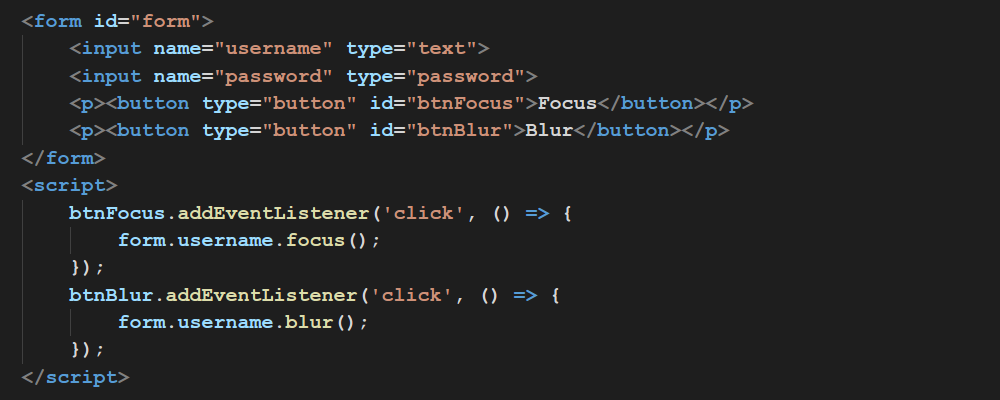 <form id="form">
    <input name="username" type="text">
    <input name="password" type="password">
    <p><button type="button" id="btnFocus">Focus</button></p>
    <p><button type="button" id="btnBlur">Blur</button></p>
</form>
<script>
    btnFocus.addEventListener('click', () => {
        form.username.focus();
    });
    btnBlur.addEventListener('click', () => {
        form.username.blur();
    });
</script>